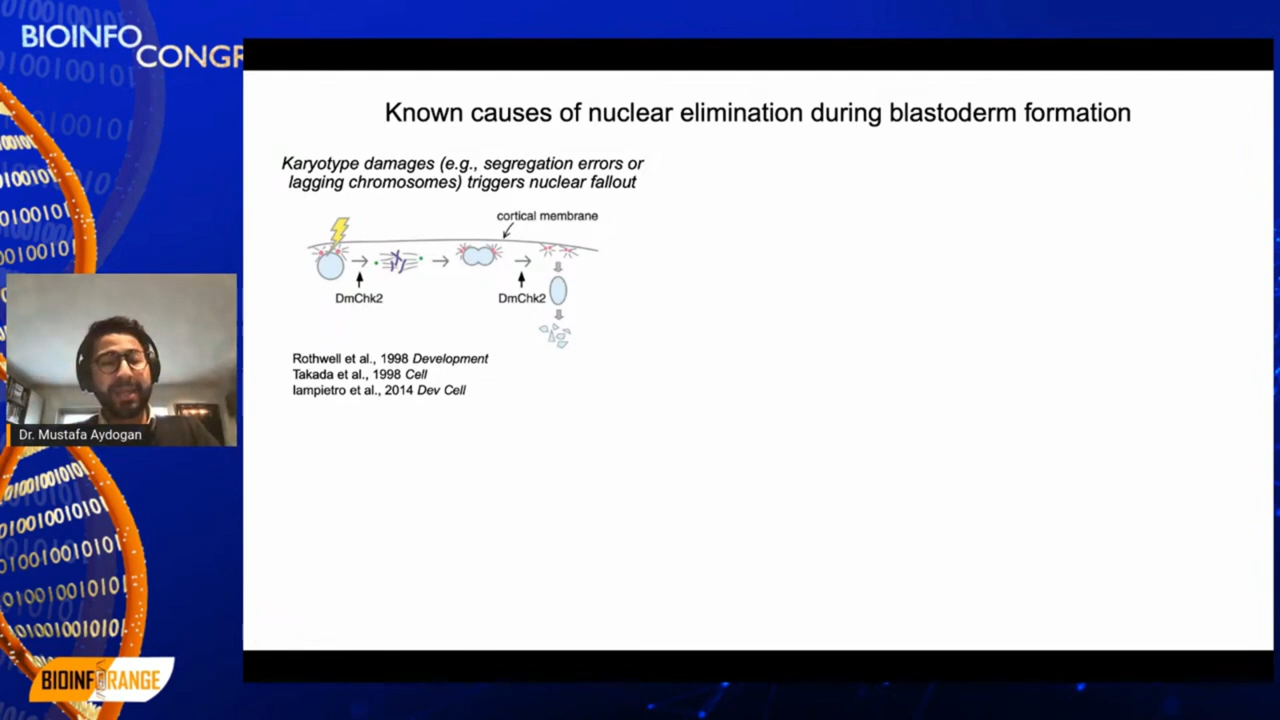 BIOINFO
CONGR
Known causes of nuclear elimination during blastoderm formation
Karyotype damages (e.g., segregation errors or
lagging chromosomes) triggers nuclear fallout
cortical membrane
DmChk2
DmChk2
Rothwell et al., 1998 Development
Takada et al., 1998 Cell
Iampietro et al., 2014 Dev Cell
Dr. Mustafa Aydogan
BIOINFORANGE